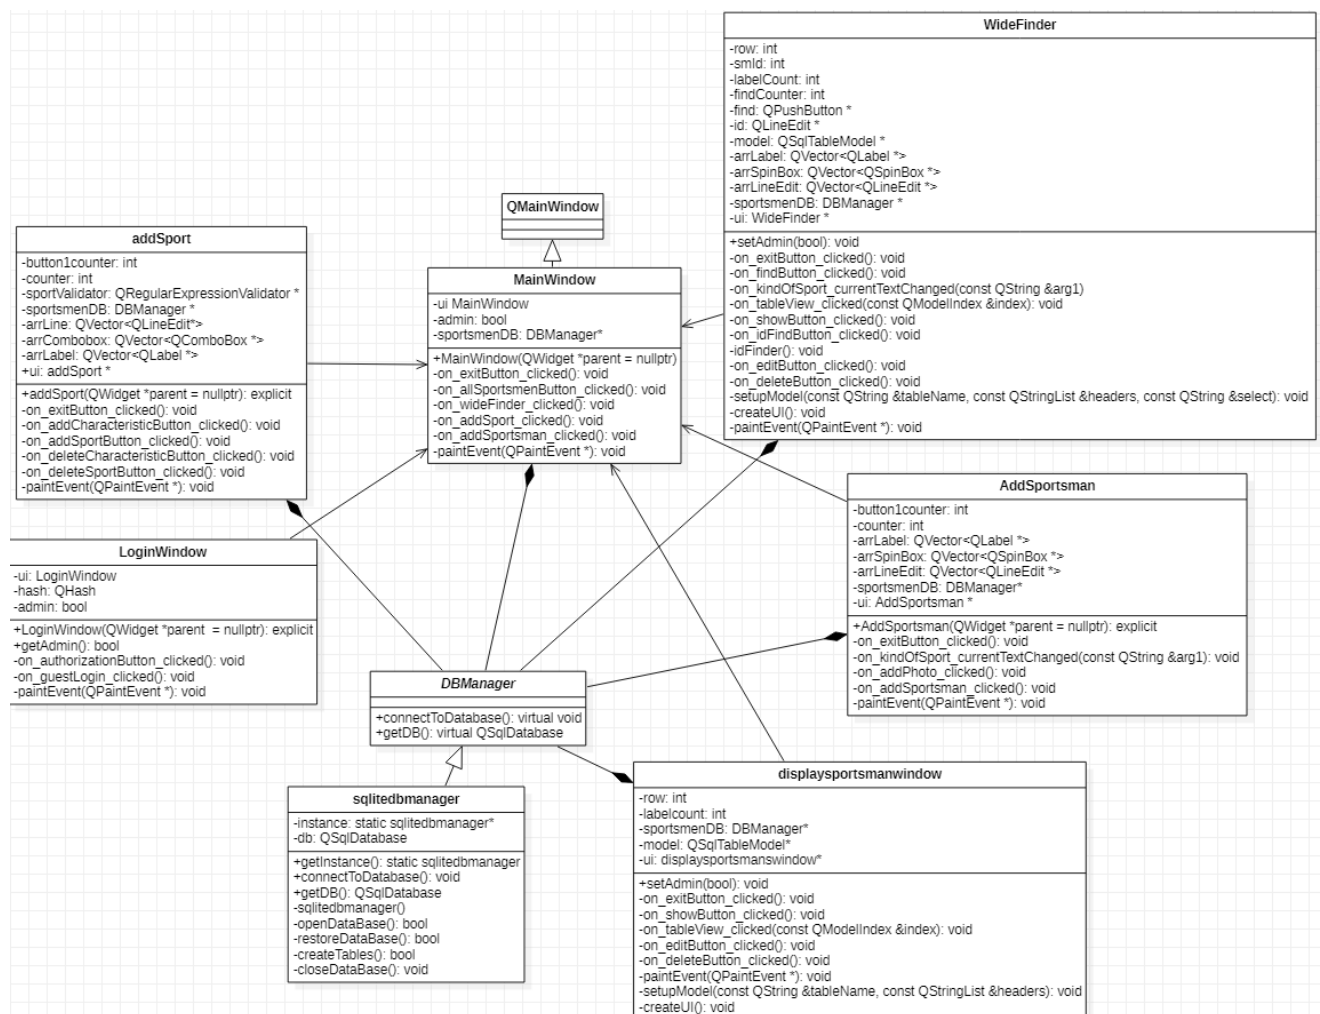 WideFinder
-row: int
-smId: int
-labelCount: int
-findCounter: int
-find: QPushButton *
-id: QLineEdit *
-model: QSqlTableModel *
-arrLabel: QVector<QLabel *>
-arrSpinBox: QVector<QSpinBox *>
-arrLineEdit: QVector<QLineEdit *>
-sportsmenDB: DBManager *
-ui: WideFinder *
+setAdmin(bool): void
-on_exitButton_clicked(): void
-on_findButton_clicked(): void
-on_kindOfSport_currentTextChanged(const QString &arg1)
-on_tableView_clicked(const QModelIndex &index): void
-on_showButton_clicked(): void
-on_idFindButton_clicked(): void
-idFinder(): void
-on_editButton_clicked(): void
-on_deleteButton_clicked(): void
-setupModel(const QString &tableName, const QStringList &headers, const QString &select): void
-createUI(): void
-paintEvent(QPaintEvent *): void
QMainWindow
addSport
-button1counter: int
-counter: int
-sportValidator: QRegularExpressionValidator *
-sportsmenDB: DBManager *
-arrLine: QVector<QLineEdit*>
-arrCombobox: QVector<QComboBox *>
-arrLabel: QVector<QLabel *>
+ui: addSport *
+addSport(QWidget *parent = nullptr): explicit
-on_exitButton_clicked(): void
-on_addCharacteristicButton_clicked(): void
-on_addSportButton_clicked(): void
-on_deleteCharacteristicButton_clicked(): void
-on_deleteSportButton_clicked(): void
-paintEvent(QPaintEvent *): void
MainWindow
-ui MainWindow
-admin: bool
-sportsmenDB: DBManager*
+MainWindow(QWidget *parent = nullptr)
-on_exitButton_clicked(): void
-on_allSportsmenButton_clicked(): void
-on_wideFinder_clicked(): void
-on_addSport_clicked(): void
-on_addSportsman_clicked(): void
-paintEvent(QPaintEvent *): void
AddSportsman
-button1counter: int
-counter: int
-arrLabel: QVector<QLabel *>
-arrSpinBox: QVector<QSpinBox *>
-arrLineEdit: QVector<QLineEdit *>
-sportsmenDB: DBManager*
-ui: AddSportsman *
+AddSportsman(QWidget *parent = nullptr): explicit
-on_exitButton_clicked(): void
-on_kindOfSport_currentTextChanged(const QString &arg1): void
-on_addPhoto_clicked(): void
-on_addSportsman_clicked(): void
-paintEvent(QPaintEvent *): void
LoginWindow
-ui: LoginWindow
-hash: QHash
-admin: bool
+LoginWindow(QWidget *parent  = nullptr): explicit
+getAdmin(): bool
-on_authorizationButton_clicked(): void
-on_guestLogin_clicked(): void
-paintEvent(QPaintEvent *): void
DBManager
+connectToDatabase(): virtual void
+getDB(): virtual QSqlDatabase
sqlitedbmanager
-instance: static sqlitedbmanager*
-db: QSqlDatabase
+getInstance(): static sqlitedbmanager
+connectToDatabase(): void
+getDB(): QSqlDatabase
-sqlitedbmanager()
-openDataBase(): bool
-restoreDataBase(): bool
-createTables(): bool
-closeDataBase(): void
displaysportsmanwindow
-row: int
-labelcount: int
-sportsmenDB: DBManager*
-model: QSqlTableModel*
-ui: displaysportsmanswindow*
+setAdmin(bool): void
-on_exitButton_clicked(): void
-on_showButton_clicked(): void
-on_tableView_clicked(const QModelIndex &index): void
-on_editButton_clicked(): void
-on_deleteButton_clicked(): void
-paintEvent(QPaintEvent *): void
-setupModel(const QString &tableName, const QStringList &headers): void
-createUI(): void